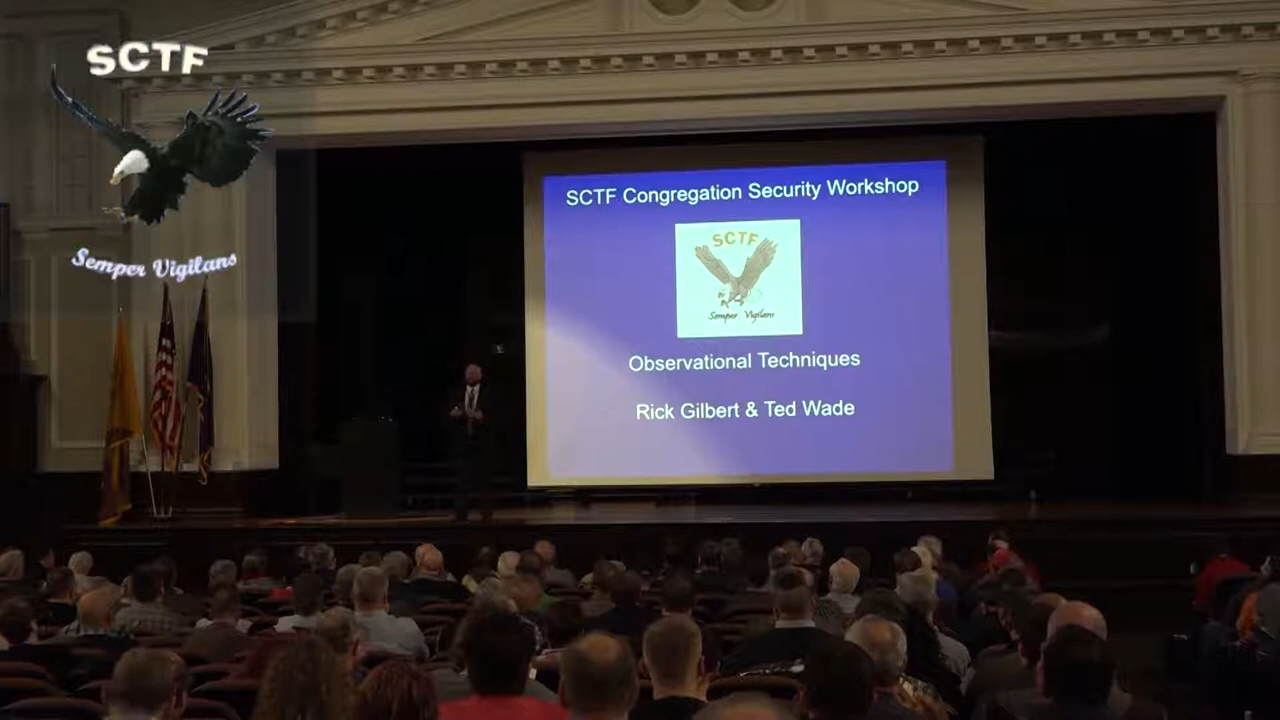 SCTF
Semper Vigilans
SCTF Congregation Security Workshop
SCTF
Semper Vigilans
Observational Techniques
Rick Gilbert & Ted Wade